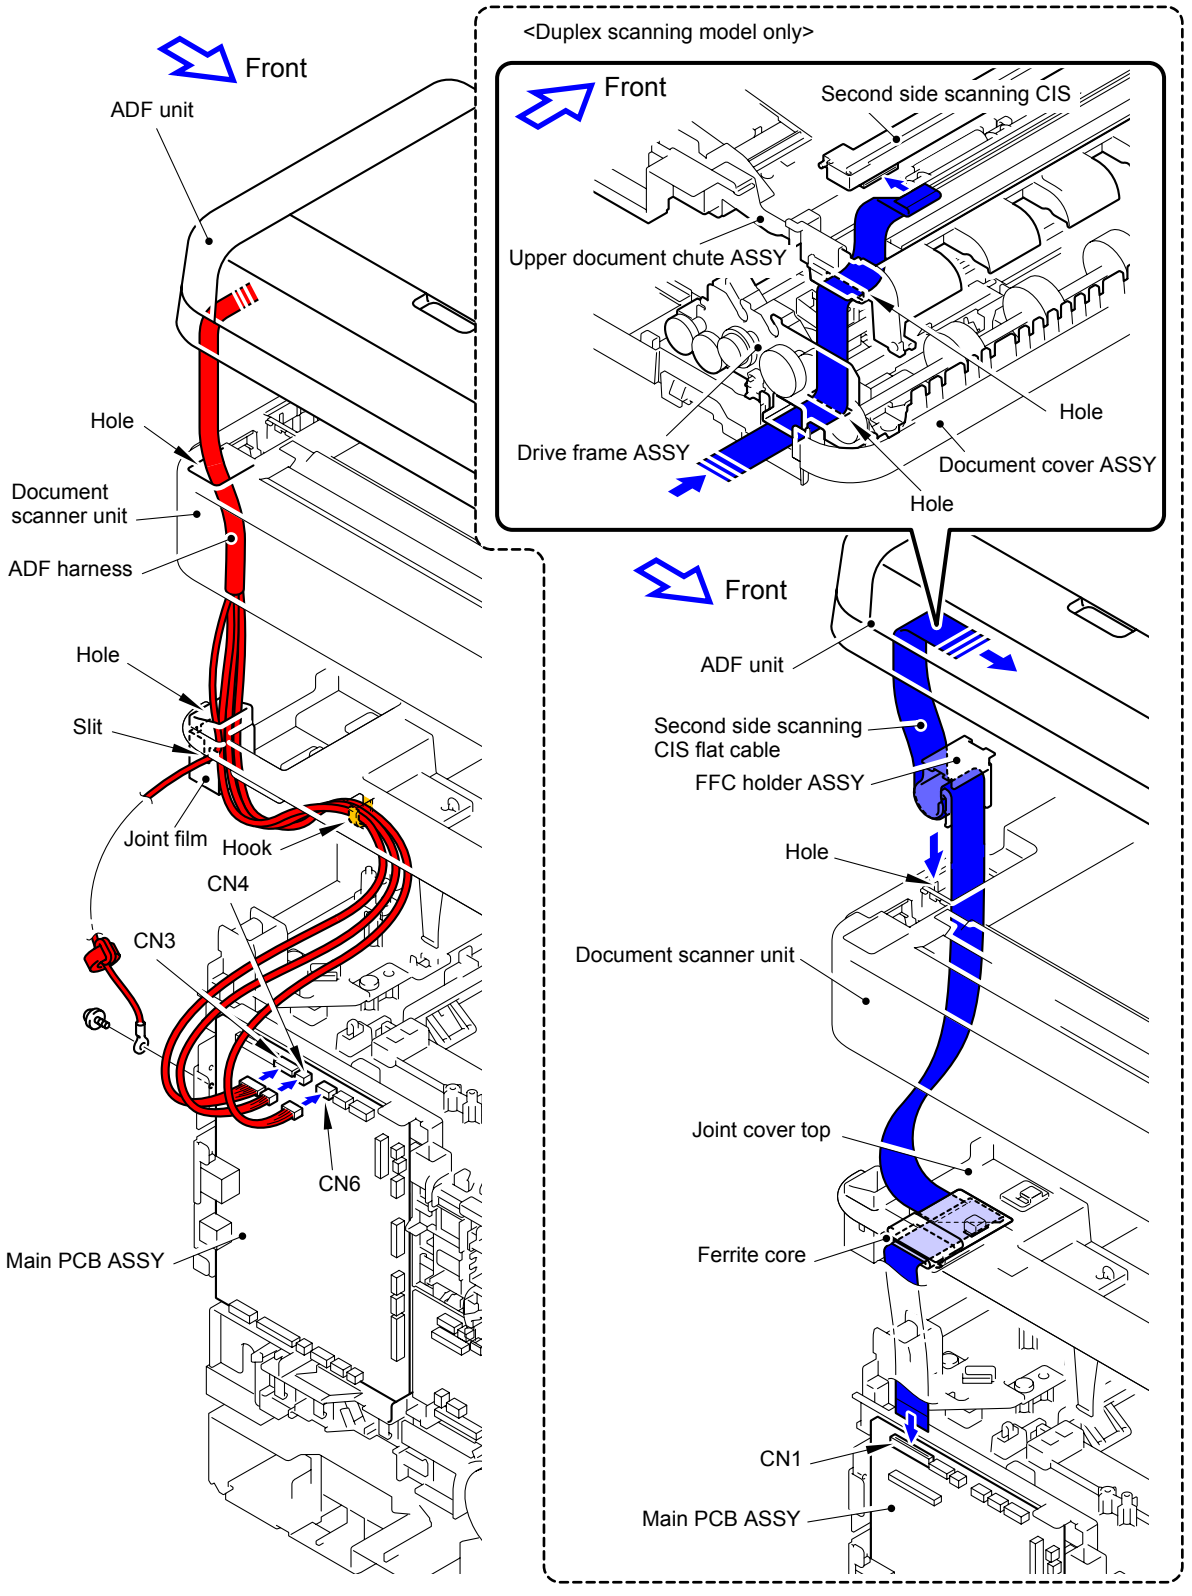 <Duplex scanning model only>
Front
ADF unit
Hole
Document
scanner unit
ADF harness
Hole
Slit
Joint film
Hook
CN4
CN3
CN6
Main PCB ASSY
Front
Second side scanning CIS
Upper document chute ASSY
Hole
Drive frame ASSY
Document cover ASSY
Hole
Front
ADF unit
Second side scanning
CIS flat cable
FFC holder ASSY
Hole
Document scanner unit
Joint cover top
Ferrite core
CN1
Main PCB ASSY